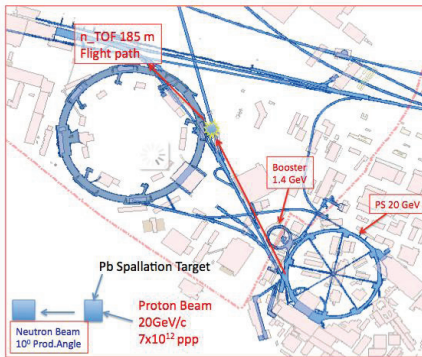 n_TOF 185 m
Flight path
Booster
1.4 GeV
PS 20 GeV
Pb Spallation Target
Proton Beam
20GeV/c
7x10¹² ppp
Neutron Beam
10⁰ Prod.Angle